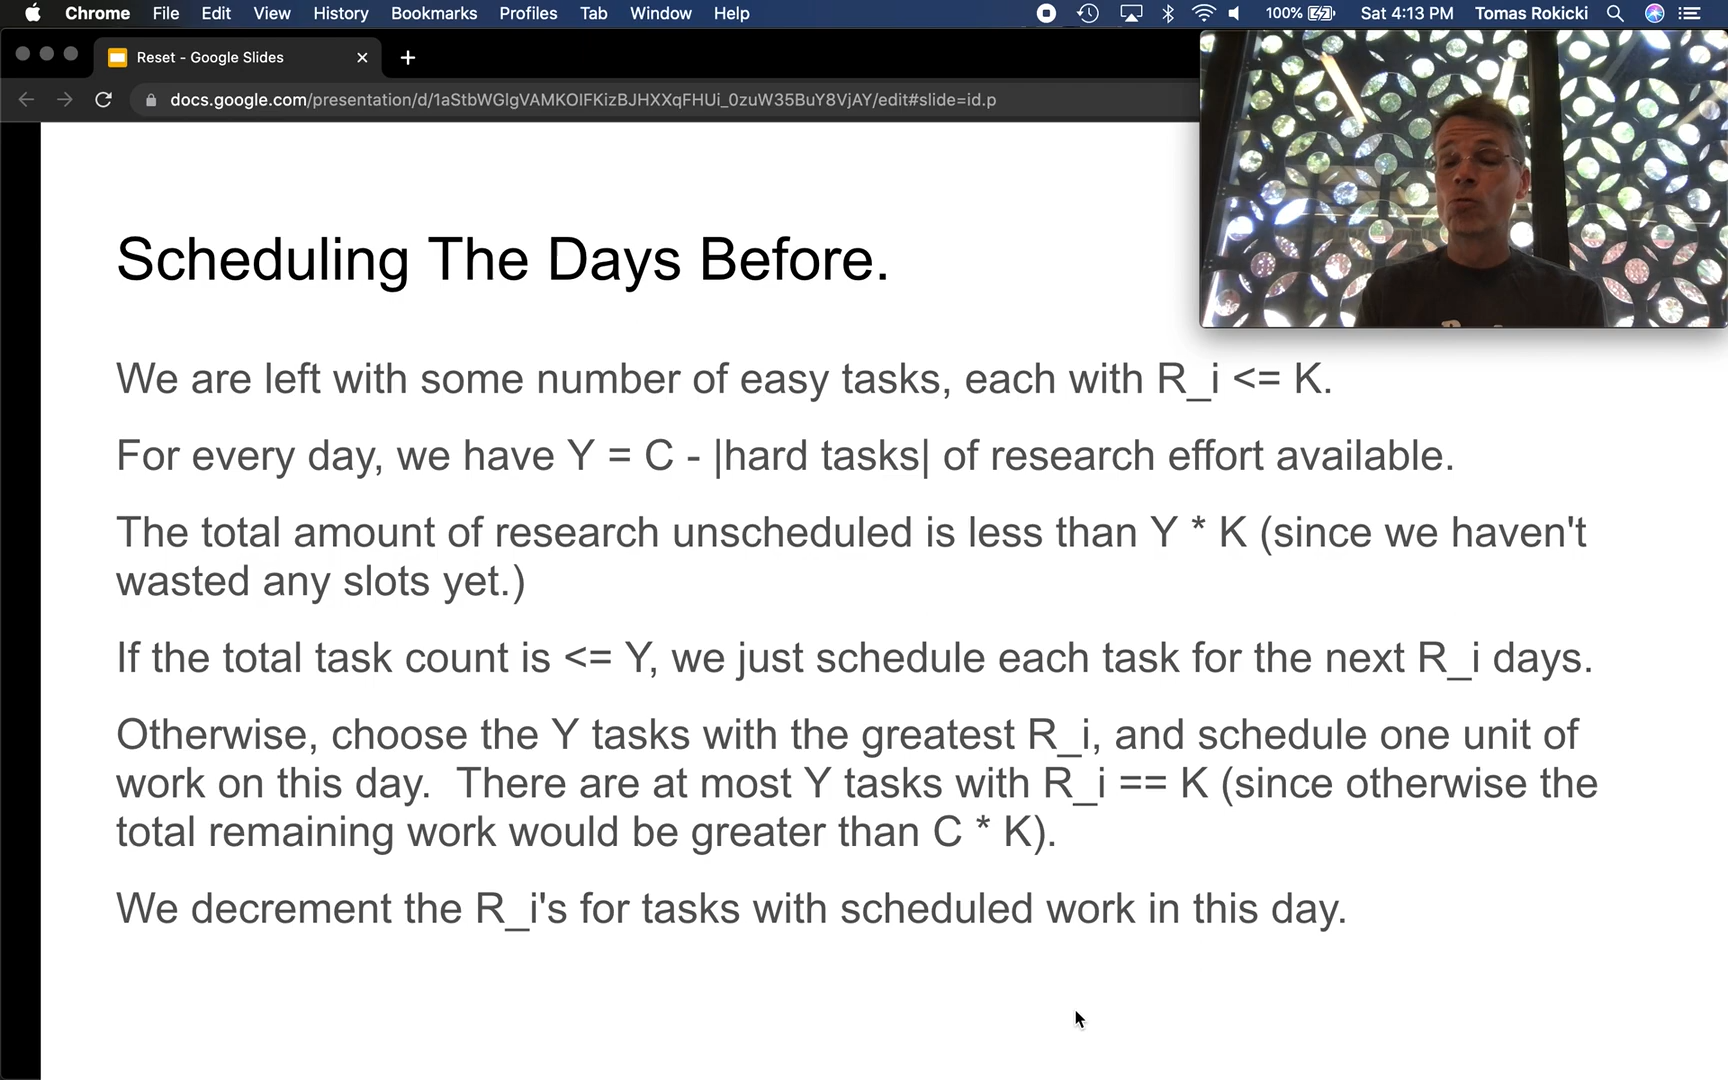 Chrome File Edit View History Bookmarks Profiles Tab Window Help 100% Sat 4:13 PM Tomas Rokicki
Reset - Google Slides
docs.google.com/presentation/d/1aStbWGlgVAMKOIFKizBJHXXqFHUi_0zuW35BuY8VjAY/edit#slide=id.p
Scheduling The Days Before.
We are left with some number of easy tasks, each with R_i <= K.
For every day, we have Y = C - |hard tasks| of research effort available.
The total amount of research unscheduled is less than Y * K (since we haven't
wasted any slots yet.)
If the total task count is <= Y, we just schedule each task for the next R_i days.
Otherwise, choose the Y tasks with the greatest R_i, and schedule one unit of
work on this day.  There are at most Y tasks with R_i == K (since otherwise the
total remaining work would be greater than C * K).
We decrement the R_i's for tasks with scheduled work in this day.